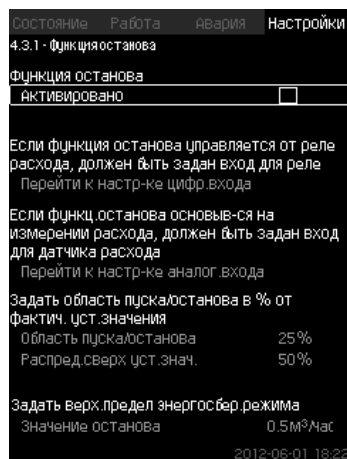 Состояние Работа Авария Настройки
4.3.1 - Функция останова
Функция останова
Активировано
Если функция останова управляется от реле
расхода, должен быть задан вход для реле
Перейти к настр-ке цифр.входа
Если функц.останова основыв-ся на
измерении расхода, должен быть задан вход
для датчика расхода
Перейти к настр-ке аналог.входа
Задать область пуска/останова в % от
фактич. уст.значения
Область пуска/останова 25%
Распред.сверх уст.знач. 50%
Задать верх.предел энергосбер.режима
Значение останова 0.5м³/час
2012-06-01 18:22